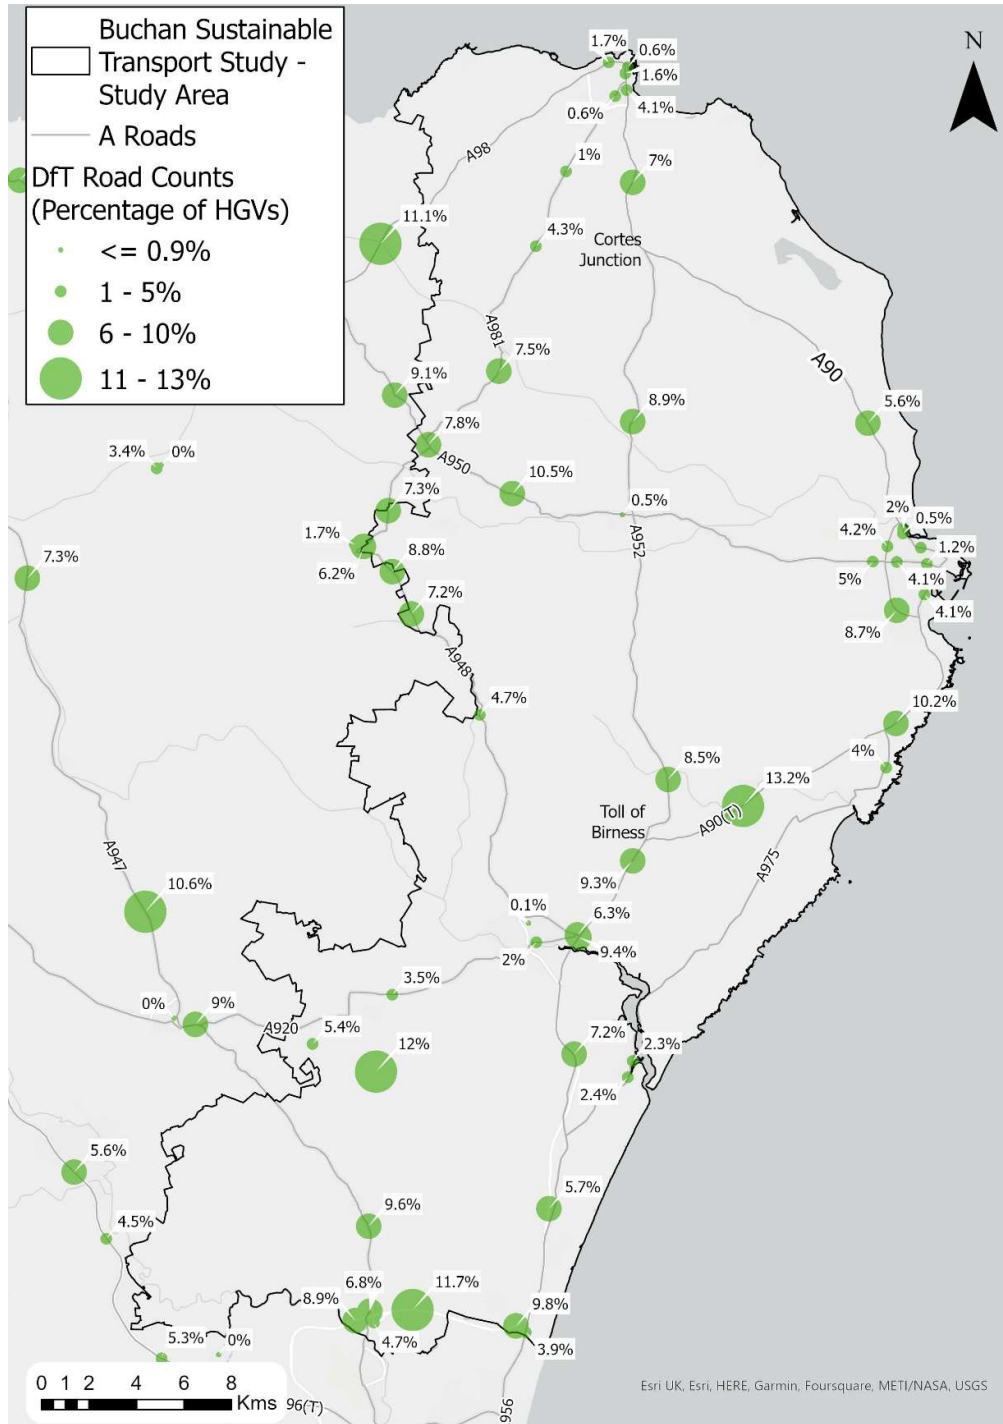 Buchan Sustainable
Transport Study -
Study Area
A Roads
DfT Road Counts
(Percentage of HGVs)
<= 0.9%
1 - 5%
6 - 10%
11 - 13%
N
1.7%
0.6%
1.6%
4.1%
0.6%
A98
1%
7%
11.1%
4.3%
Cortes
Junction
A981
7.5%
A90
9.1%
8.9%
5.6%
7.8%
3.4%
0%
A950
10.5%
7.3%
0.5%
2%
0.5%
4.2%
1.7%
A952
1.2%
7.3%
8.8%
6.2%
5%
4.1%
7.2%
4.1%
8.7%
A948
4.7%
10.2%
4%
8.5%
13.2%
Toll of
Birness
A90(T)
A947
A975
9.3%
10.6%
0.1%
6.3%
2%
9.4%
3.5%
0%
9%
A920
5.4%
7.2%
2.3%
12%
2.4%
5.6%
5.7%
9.6%
4.5%
6.8%
11.7%
8.9%
9.8%
5.3%
0%
4.7%
3.9%
0 1 2 4 6 8
Kms
96(T)
956
Esri UK, Esri, HERE, Garmin, Foursquare, METI/NASA, USGS